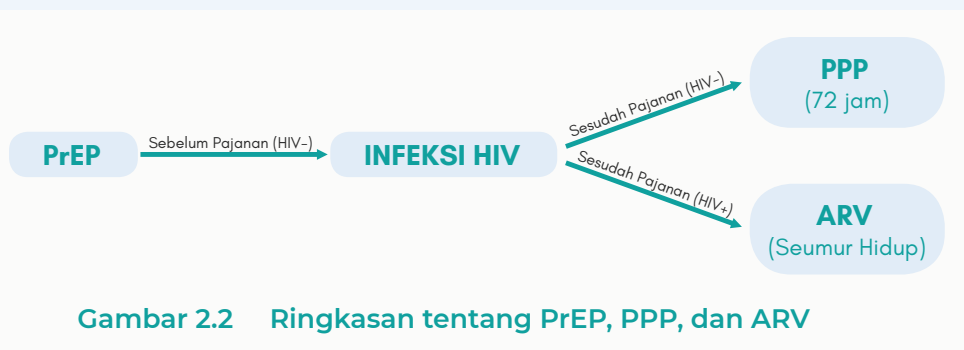 PrEP
Sebelum Pajanan (HIV-)
INFEKSI HIV
Sesudah Pajanan (HIV-)
PPP
(72 jam)
Sesudah Pajanan (HIV+)
ARV
(Seumur Hidup)
Gambar 2.2 Ringkasan tentang PrEP, PPP, dan ARV